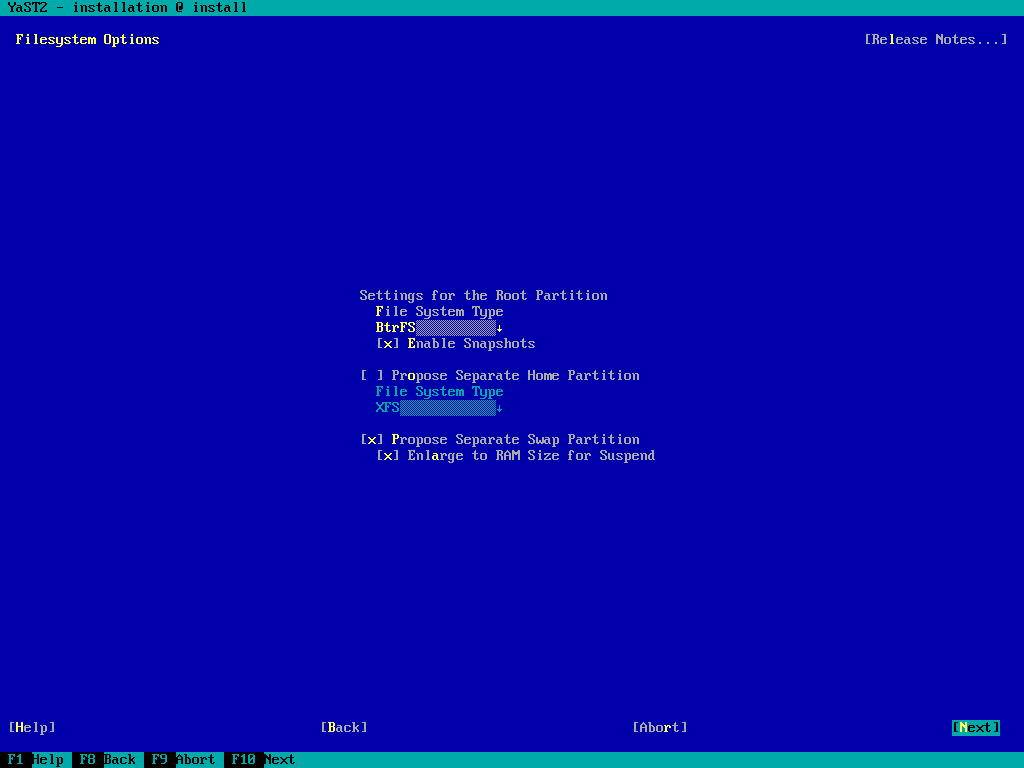 YaST2 - installation @ install
Filesystem Options [Release Notes...]
Settings for the Root Partition
File System Type
BtrFS↓
[x] Enable Snapshots
[ ] Propose Separate Home Partition
File System Type
XFS↓
[x] Propose Separate Swap Partition
[x] Enlarge to RAM Size for Suspend
[Help] [Back] [Abort] [Next]
F1 Help F8 Back F9 Abort F10 Next